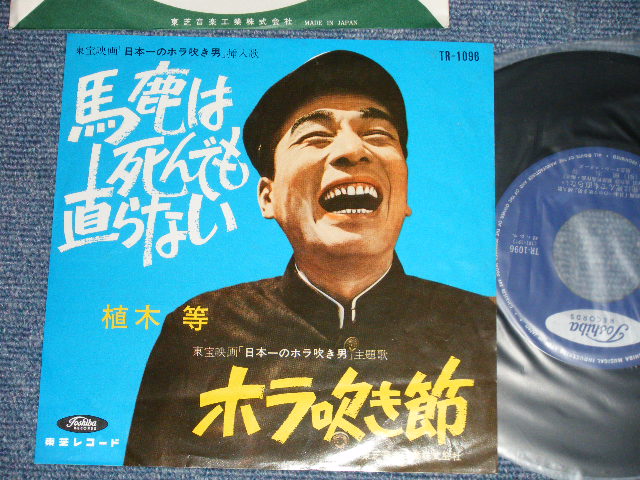 東芝音楽工業株式会社 MADE IN JAPAN
東宝映画「日本一のホラ吹き男」挿入歌
TR-1096
馬鹿は
死んでも
直らない
植木 等
東宝映画「日本一のホラ吹き男」主題歌
ホラ吹き節
Toshiba
RECORDS
東芝レコード
TR-1096
Toshiba
RECORDS